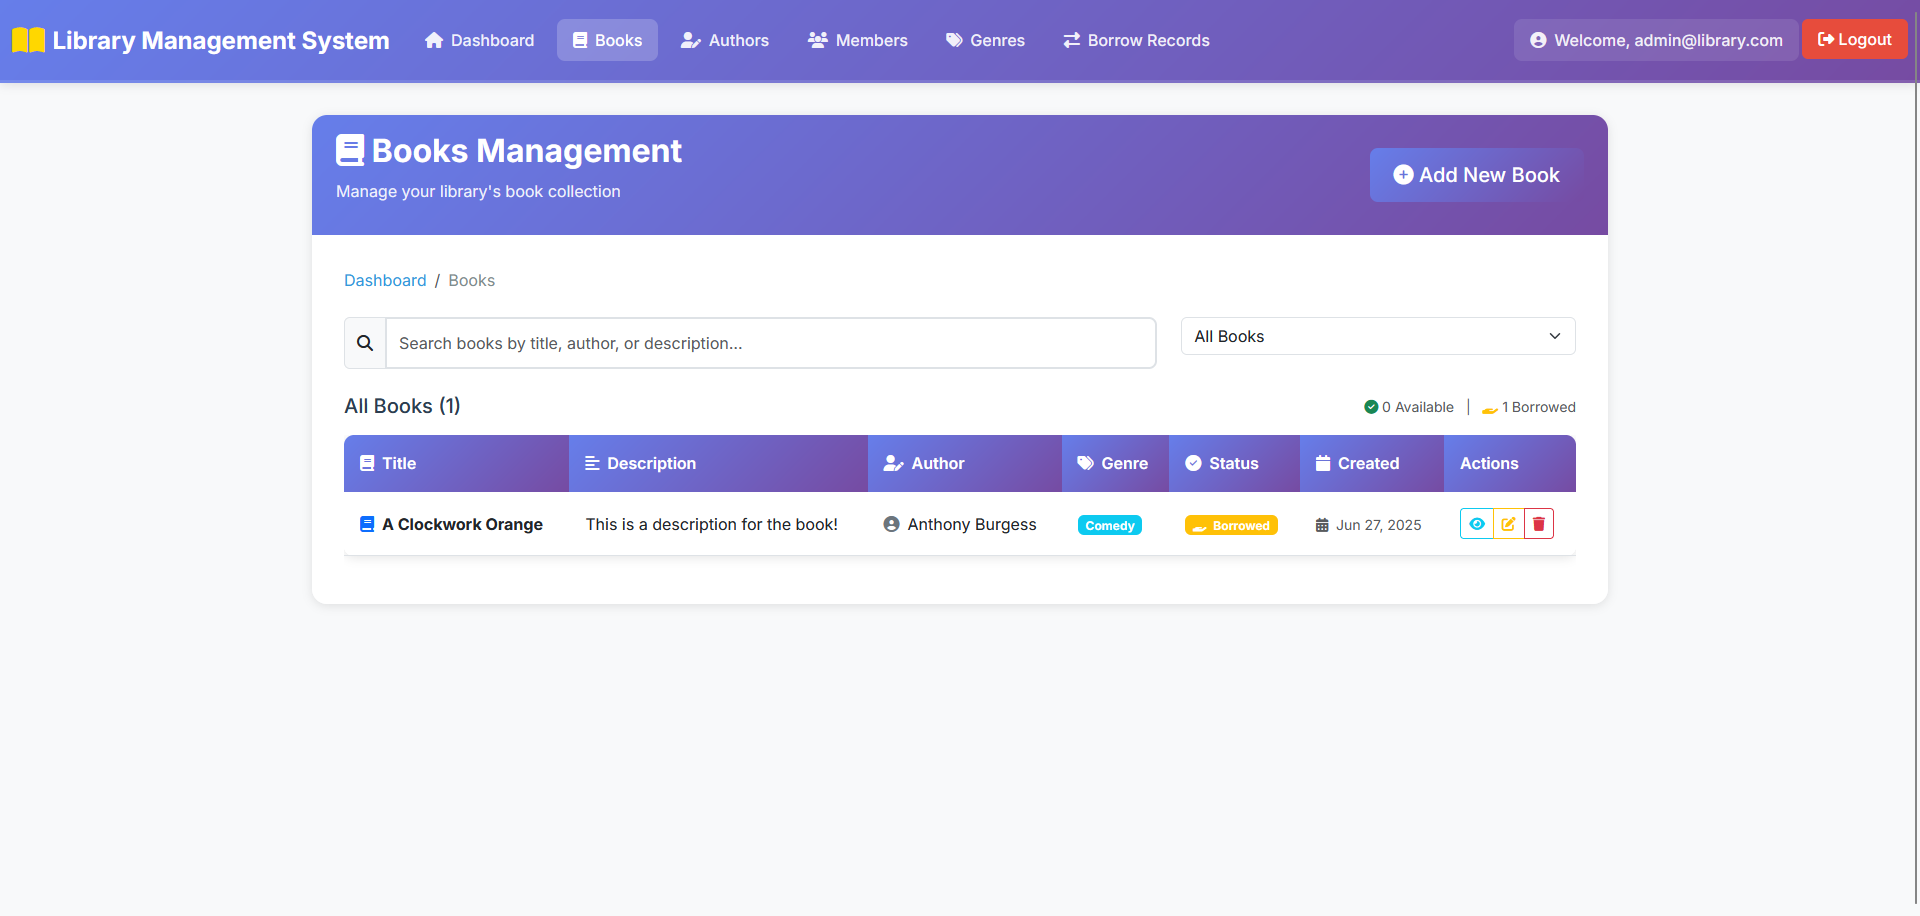 Library Management System Dashboard Books Authors Members Genres Borrow Records Welcome, admin@library.com Logout
Books Management
Manage your library's book collection
Add New Book
Dashboard / Books
Search books by title, author, or description...
All Books
All Books (1)
0 Available | 1 Borrowed
Title Description Author Genre Status Created Actions
A Clockwork Orange This is a description for the book! Anthony Burgess Comedy Borrowed Jun 27, 2025